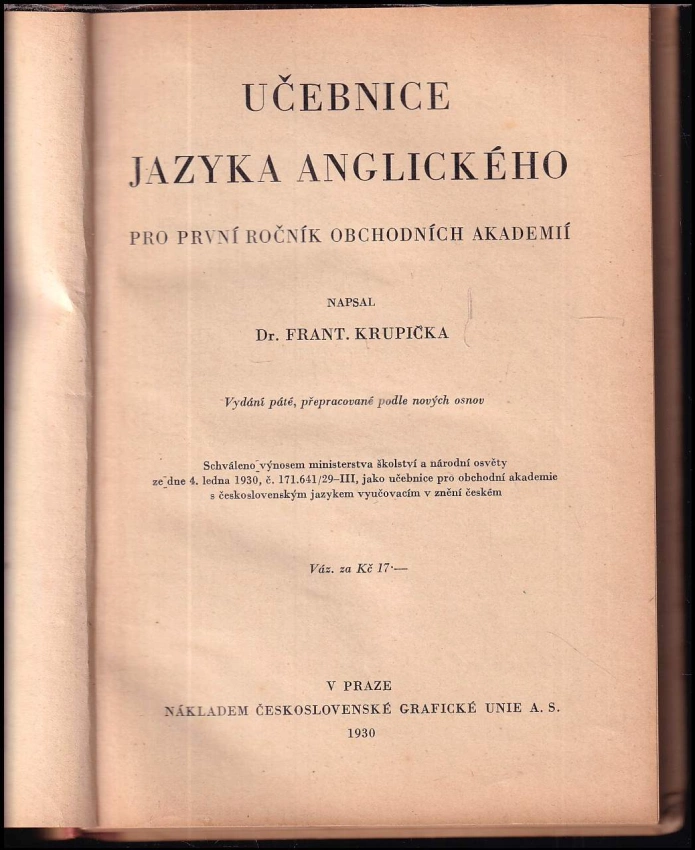 UČEBNICE
JAZYKA ANGLICKÉHO
PRO PRVNÍ ROČNÍK OBCHODNÍCH AKADEMIÍ
NAPSAL
Dr. FRANT. KRUPIČKA
Vydání páté, přepracované podle nových osnov
Schváleno výnosem ministerstva školství a národní osvěty
ze dne 4. ledna 1930, č. 171.641/29–III, jako učebnice pro obchodní akademie
s československým jazykem vyučovacím v znění českém
Váz. za Kč 17·—
V PRAZE
NÁKLADEM ČESKOSLOVENSKÉ GRAFICKÉ UNIE A. S.
1930